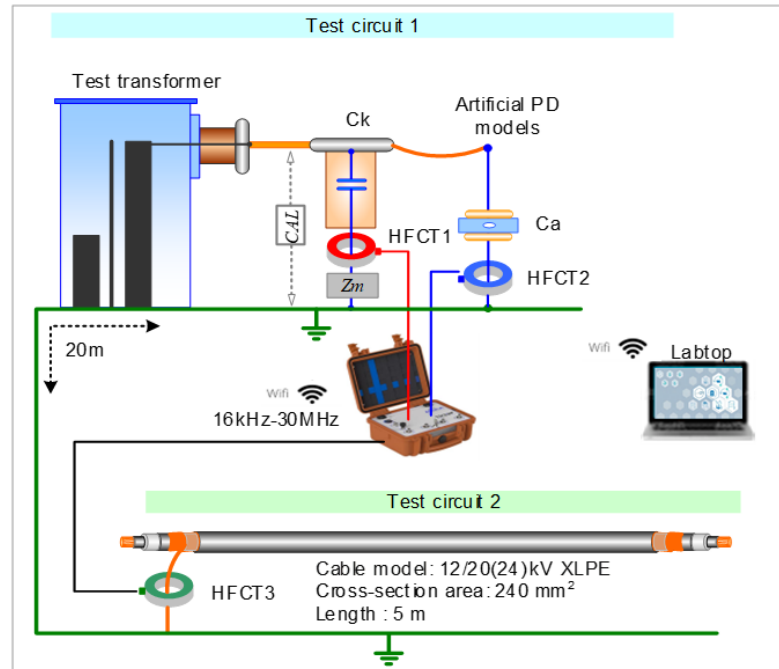 Test circuit 1
Test transformer
Ck
Artificial PD
models
CAL
HFCT1
Ca
Zm
HFCT2
20m
Wifi
Labtop
Wifi
16kHz-30MHz
Test circuit 2
Cable model: 12/20(24)kV XLPE
Cross-section area: 240 mm²
Length : 5 m
HFCT3